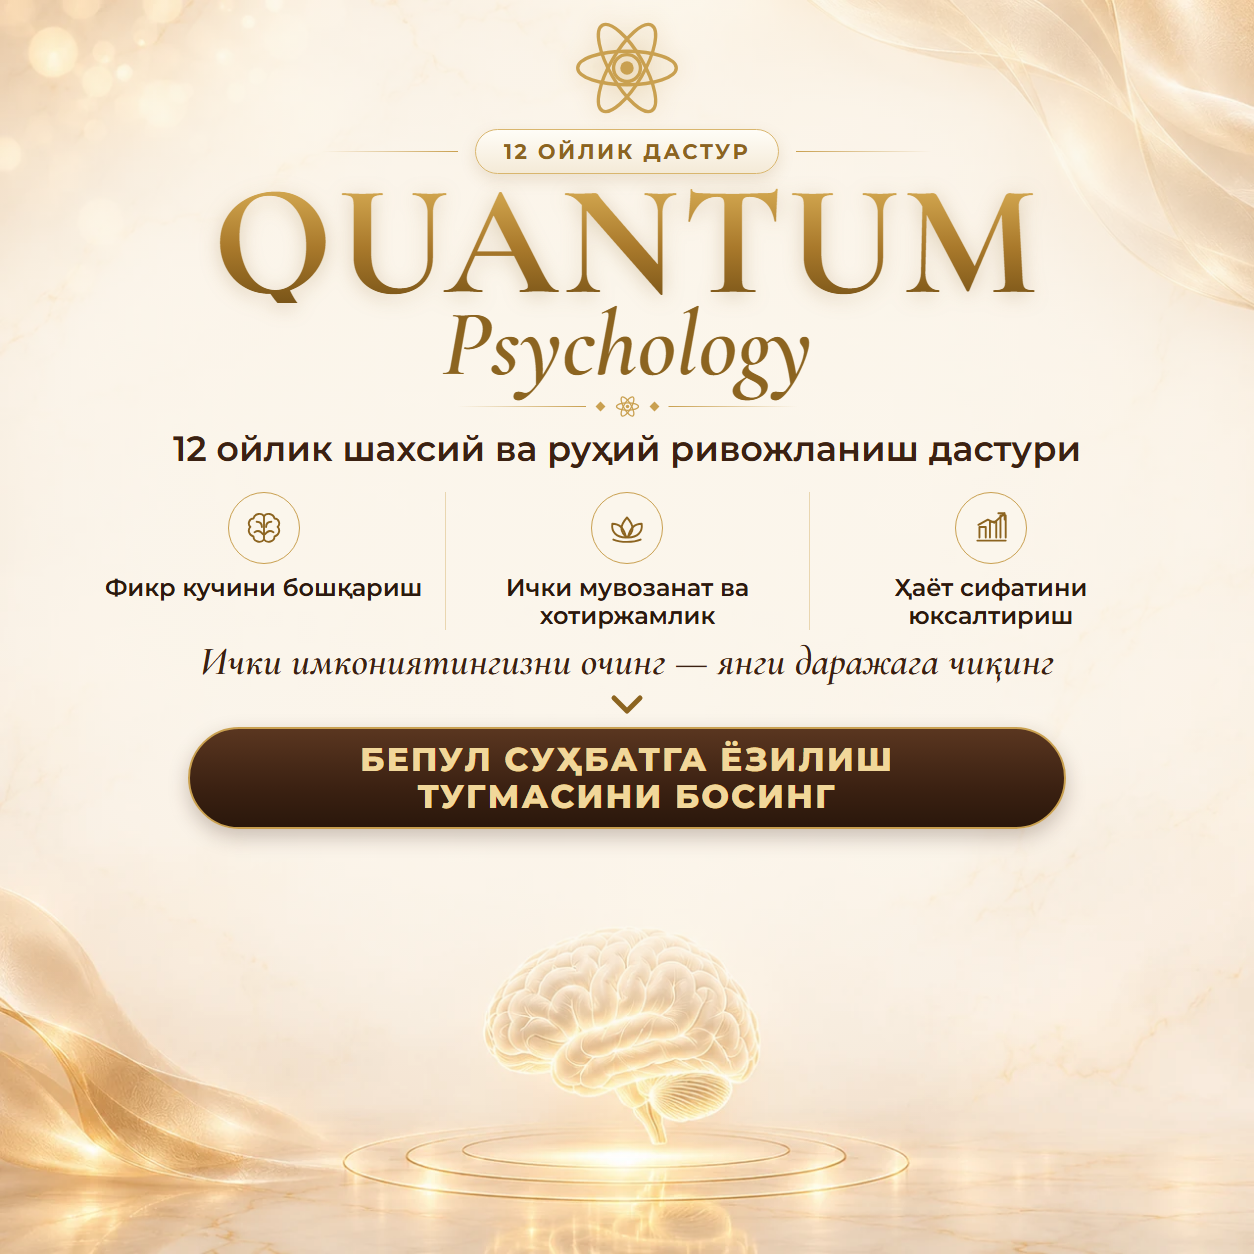 12 ОЙЛИК ДАСТУР
QUANTUM
Psychology
12 ойлик шахсий ва руҳий ривожланиш дастури
Фикр кучини бошқариш
Ички мувозанат ва
хотиржамлик
Ҳаёт сифатини
юксалтириш
Ички имкониятингизни очинг — янги даражага чиқинг
БЕПУЛ СУҲБАТГА ЁЗИЛИШ
ТУГМАСИНИ БОСИНГ